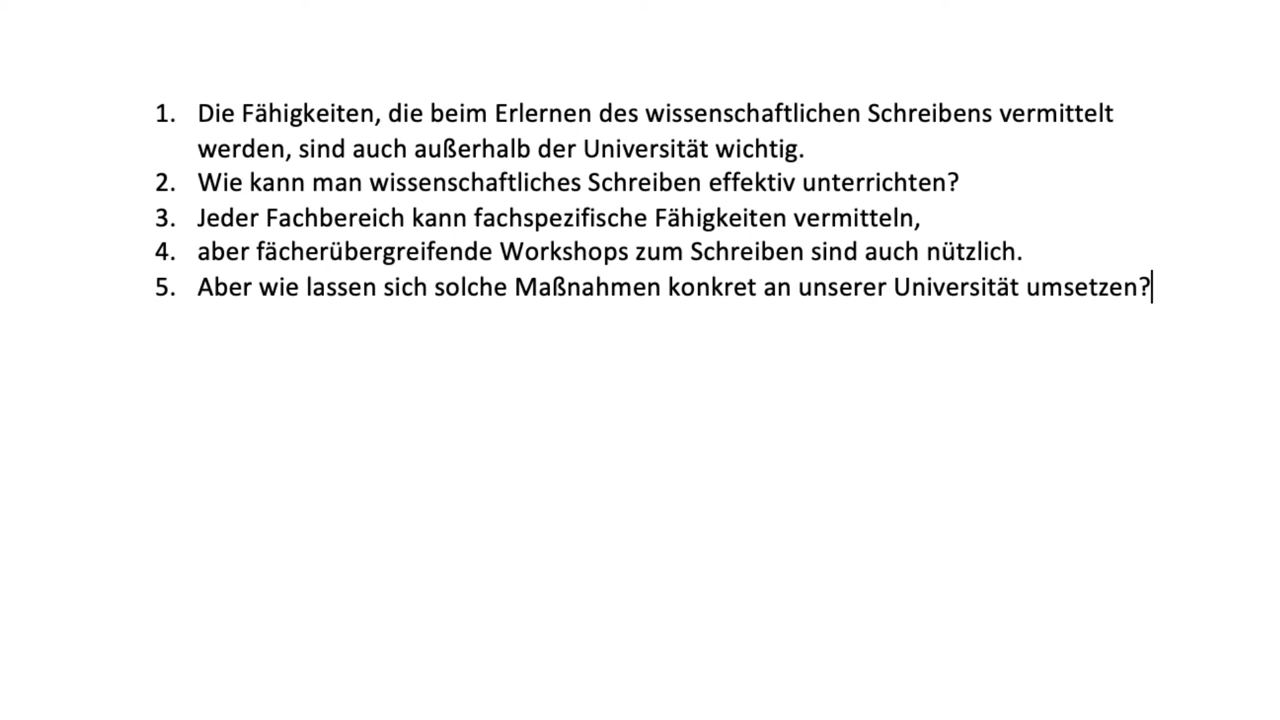 1. Die Fähigkeiten, die beim Erlernen des wissenschaftlichen Schreibens vermittelt
werden, sind auch außerhalb der Universität wichtig.
2. Wie kann man wissenschaftliches Schreiben effektiv unterrichten?
3. Jeder Fachbereich kann fachspezifische Fähigkeiten vermitteln,
4. aber fächerübergreifende Workshops zum Schreiben sind auch nützlich.
5. Aber wie lassen sich solche Maßnahmen konkret an unserer Universität umsetzen?